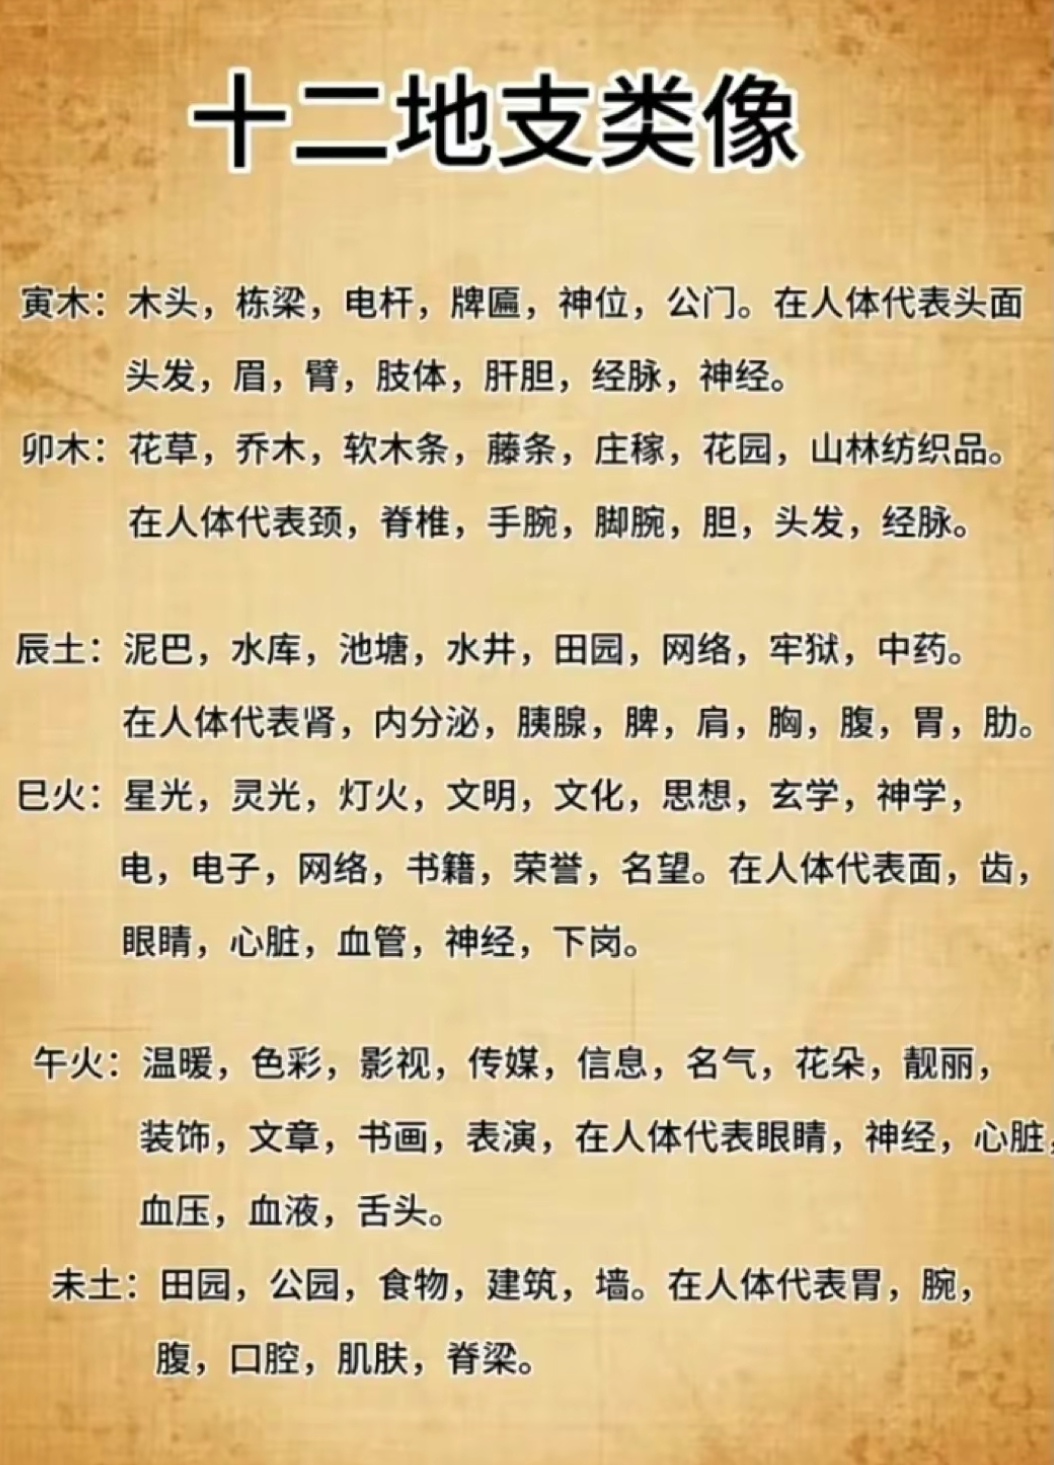 十二地支类像
寅木：木头，栋梁，电杆，牌匾，神位，公门。在人体代表头面
头发，眉，臂，肢体，肝胆，经脉，神经。
卯木：花草，乔木，软木条，藤条，庄稼，花园，山林纺织品。
在人体代表颈，脊椎，手腕，脚腕，胆，头发，经脉。
辰土：泥巴，水库，池塘，水井，田园，网络，牢狱，中药。
在人体代表肾，内分泌，胰腺，脾，肩，胸，腹，胃，肋。
巳火：星光，灵光，灯火，文明，文化，思想，玄学，神学，
电，电子，网络，书籍，荣誉，名望。在人体代表面，齿，
眼睛，心脏，血管，神经，下岗。
午火：温暖，色彩，影视，传媒，信息，名气，花朵，靓丽，
装饰，文章，书画，表演，在人体代表眼睛，神经，心脏，
血压，血液，舌头。
未土：田园，公园，食物，建筑，墙。在人体代表胃，腕，
腹，口腔，肌肤，脊梁。